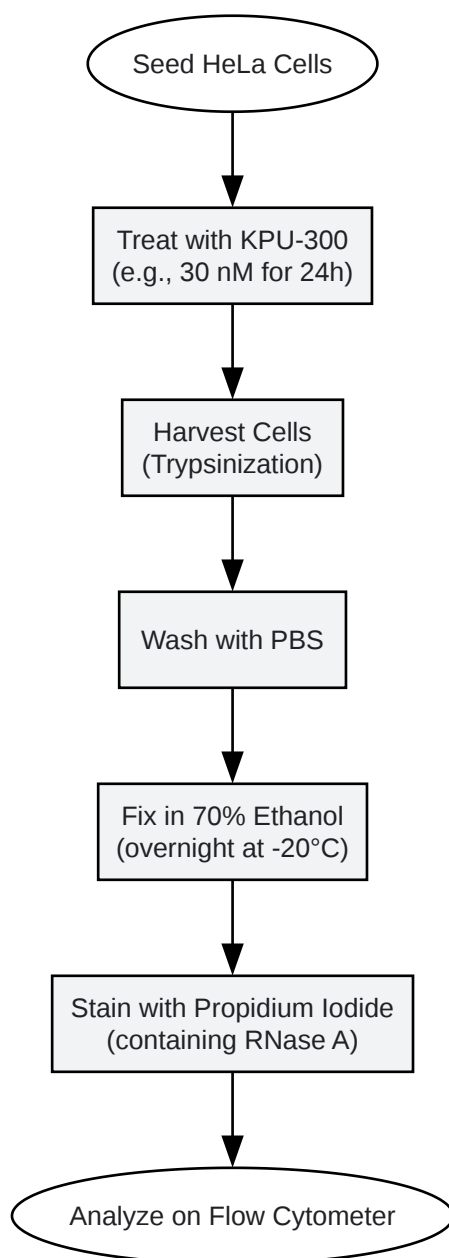 Seed HeLa Cells
Treat with KPU-300
(e.g., 30 nM for 24h)
Harvest Cells
(Trypsinization)
Wash with PBS
Fix in 70% Ethanol
(overnight at -20°C)
Stain with Propidium Iodide
(containing RNase A)
Analyze on Flow Cytometer